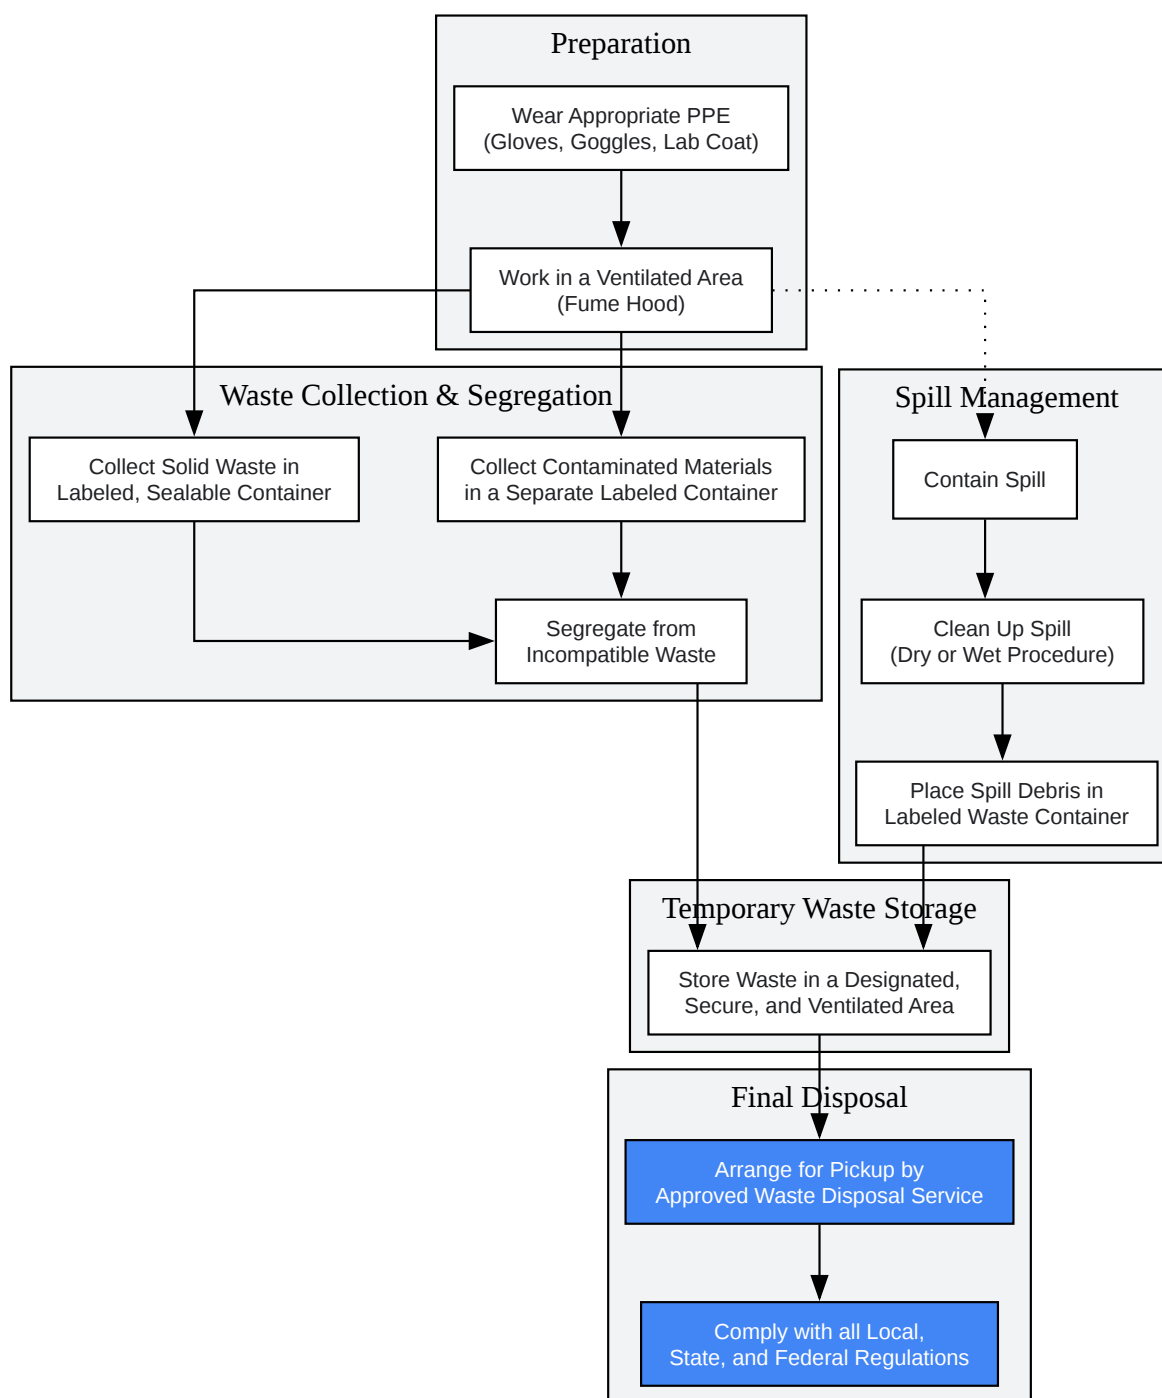 Preparation
Wear Appropriate PPE
(Gloves, Goggles, Lab Coat)
Work in a Ventilated Area
(Fume Hood)
Waste Collection & Segregation
Collect Solid Waste in
Labeled, Sealable Container
Collect Contaminated Materials
in a Separate Labeled Container
Segregate from
Incompatible Waste
Spill Management
Contain Spill
Clean Up Spill
(Dry or Wet Procedure)
Place Spill Debris in
Labeled Waste Container
Temporary Waste Storage
Store Waste in a Designated,
Secure, and Ventilated Area
Final Disposal
Arrange for Pickup by
Approved Waste Disposal Service
Comply with all Local,
State, and Federal Regulations